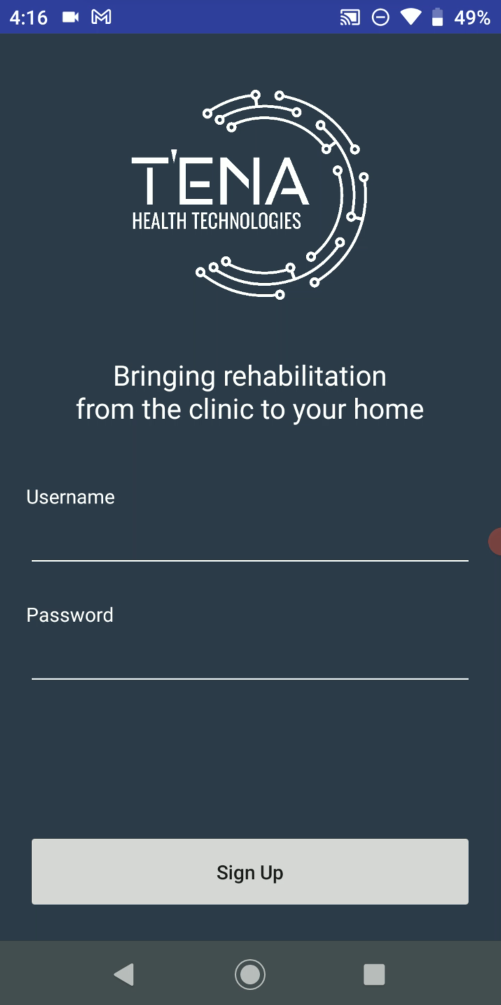 4:16
49%
T'ENA
HEALTH TECHNOLOGIES
Bringing rehabilitation
from the clinic to your home
Username
Password
Sign Up